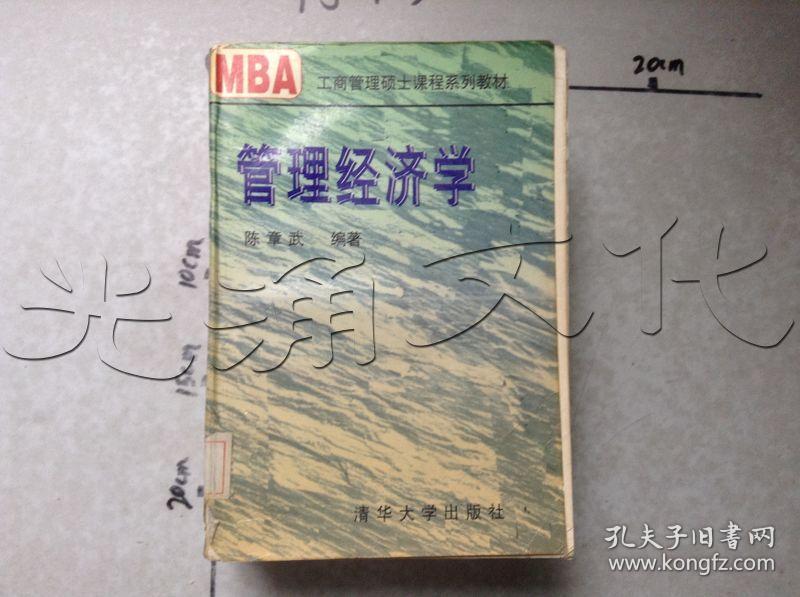 MBA
工商管理硕士课程系列教材
20cm
管理经济学
陈章武 编著
10cm
光涌文化
15cm
20cm
清华大学出版社
孔夫子旧书网
www.kongfz.com